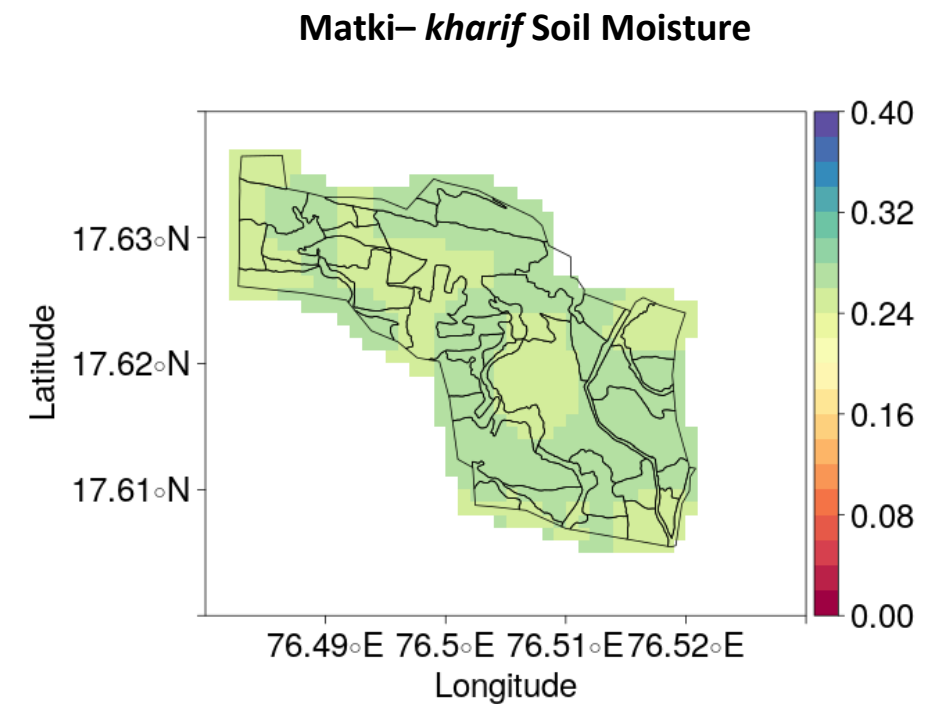 Matki– kharif Soil Moisture
0.40
0.32
0.24
0.16
0.08
0.00
17.63○N
17.62○N
17.61○N
Latitude
76.49○E 76.5○E 76.51○E 76.52○E
Longitude